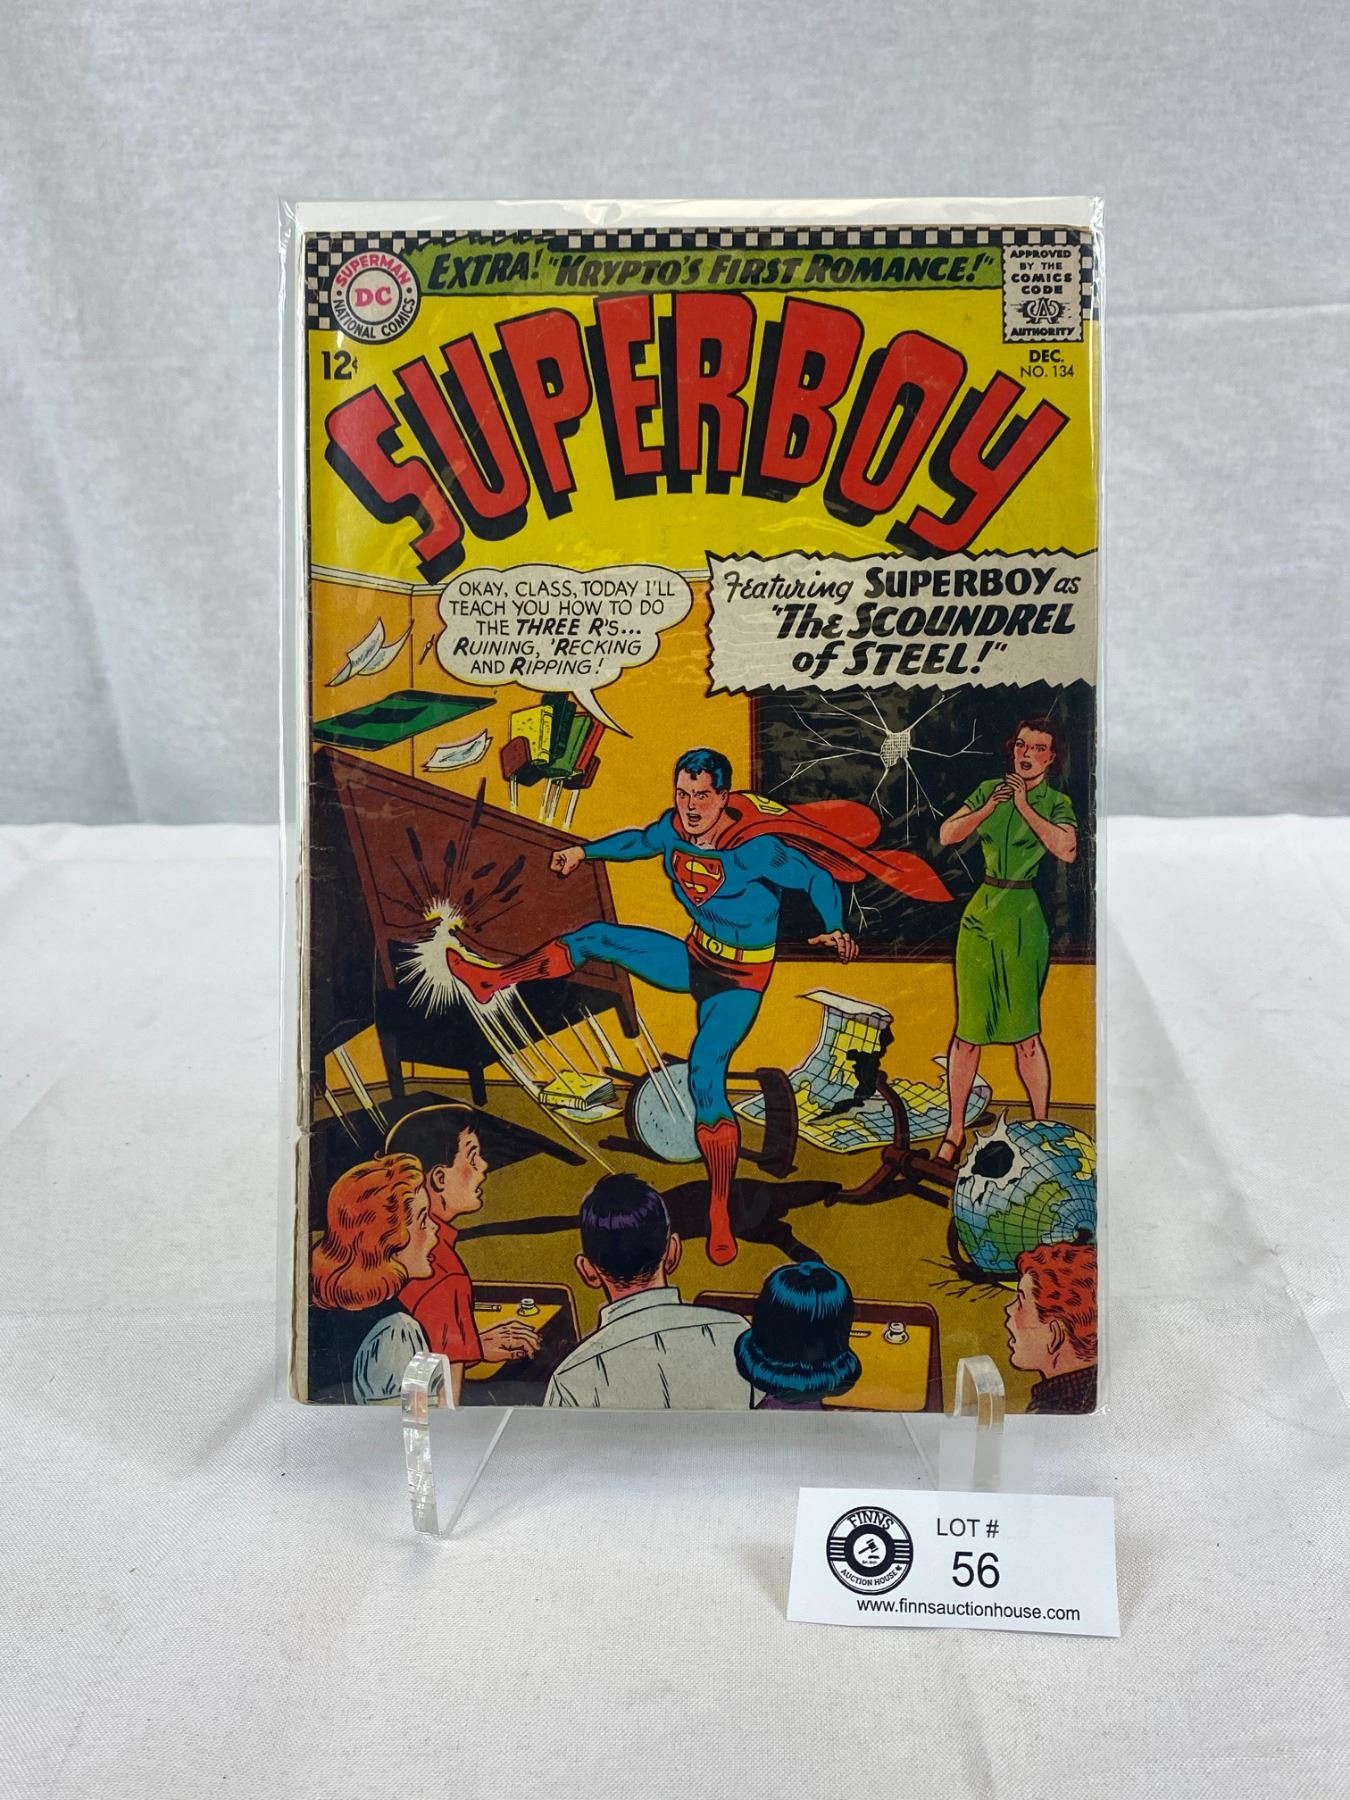 EXTRA! "KRYPTO'S FIRST ROMANCE!"
SUPERMAN
DC
NATIONAL COMICS
APPROVED
BY THE
COMICS
CODE
CA
AUTHORITY
12¢
DEC.
NO. 134
SUPERBOY
OKAY, CLASS, TODAY I'LL
TEACH YOU HOW TO DO
THE THREE R'S...
RUINING, 'RECKING
AND RIPPING!
Featuring SUPERBOY as
"The SCOUNDREL
of STEEL!"
S
FINNS
AUCTION HOUSE
LOT #
56
www.finnsauctionhouse.com